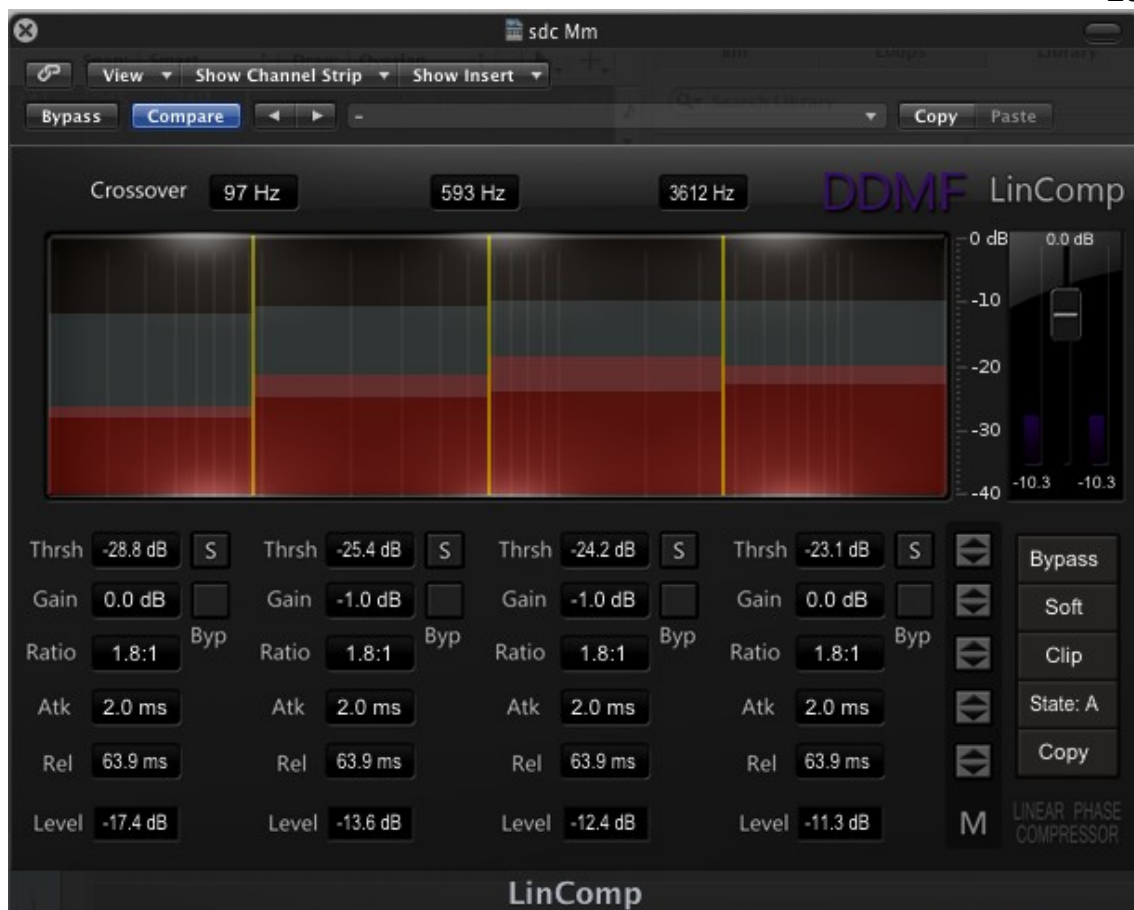 sdc Mm
View Show Channel Strip Show Insert
Bypass Compare - Copy Paste
Crossover 97 Hz 593 Hz 3612 Hz DDMF LinComp
0 dB 0.0 dB
-10
-20
-30
-40 -10.3 -10.3
Thrsh -28.8 dB S Thrsh -25.4 dB S Thrsh -24.2 dB S Thrsh -23.1 dB S Bypass
Gain 0.0 dB Gain -1.0 dB Gain -1.0 dB Gain 0.0 dB Soft
Byp Byp Byp Byp
Ratio 1.8:1 Ratio 1.8:1 Ratio 1.8:1 Ratio 1.8:1 Clip
Atk 2.0 ms Atk 2.0 ms Atk 2.0 ms Atk 2.0 ms State: A
Rel 63.9 ms Rel 63.9 ms Rel 63.9 ms Rel 63.9 ms Copy
Level -17.4 dB Level -13.6 dB Level -12.4 dB Level -11.3 dB M LINEAR PHASE
COMPRESSOR
LinComp